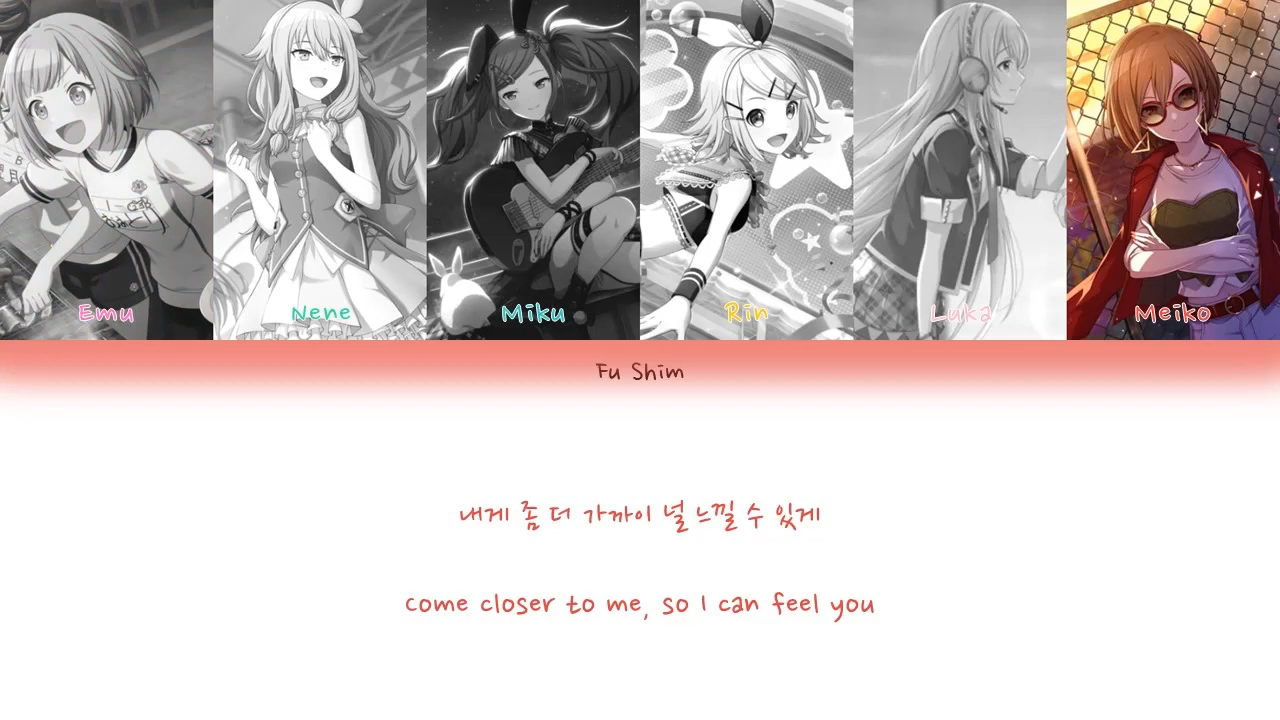 Emu
Nene
Miku
Rin
Luka
Meiko
Fu Shim
내게 좀 더 가까이 널 느낄 수 있게
come closer to me, so I can feel you